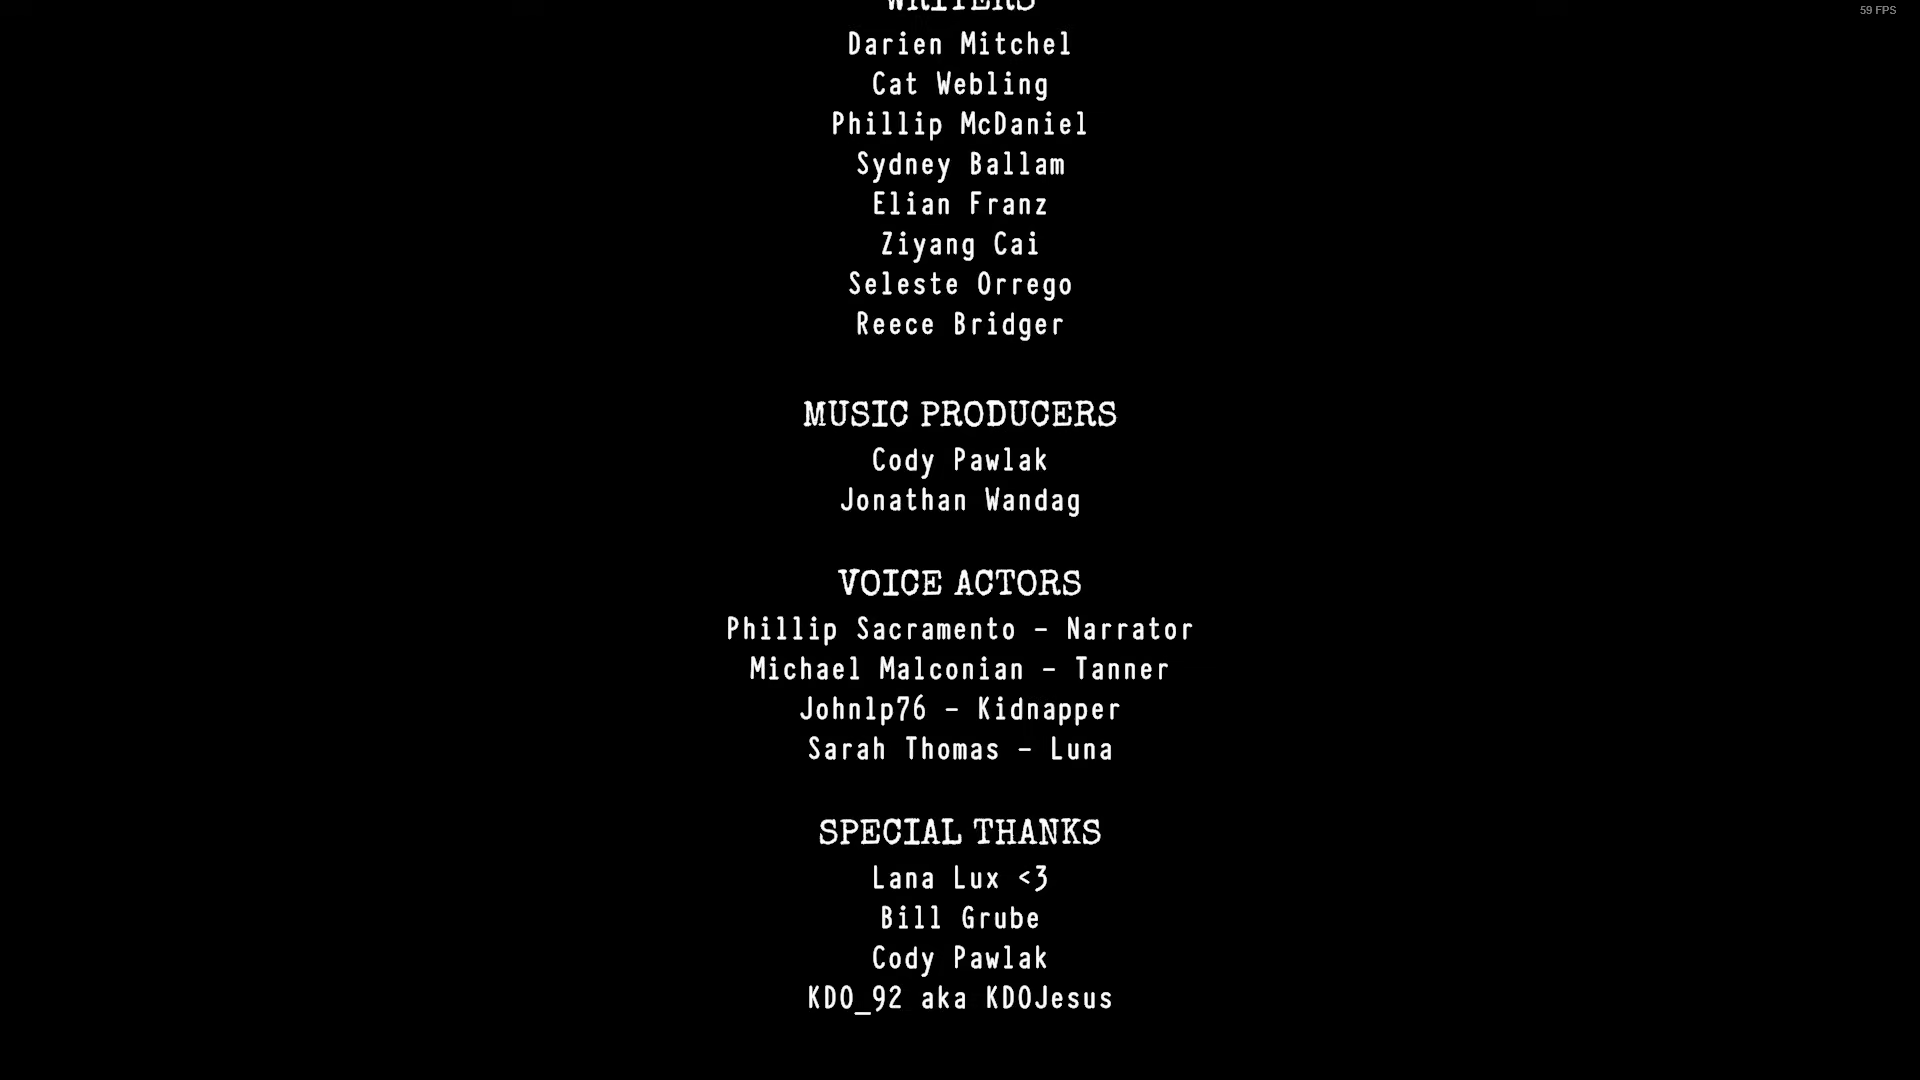 59 FPS
WRITERS
Darien Mitchel
Cat Webling
Phillip McDaniel
Sydney Ballam
Elian Franz
Ziyang Cai
Seleste Orrego
Reece Bridger
MUSIC PRODUCERS
Cody Pawlak
Jonathan Wandag
VOICE ACTORS
Phillip Sacramento - Narrator
Michael Malconian - Tanner
Johnlp76 - Kidnapper
Sarah Thomas - Luna
SPECIAL THANKS
Lana Lux <3
Bill Grube
Cody Pawlak
KDO_92 aka KDOJesus